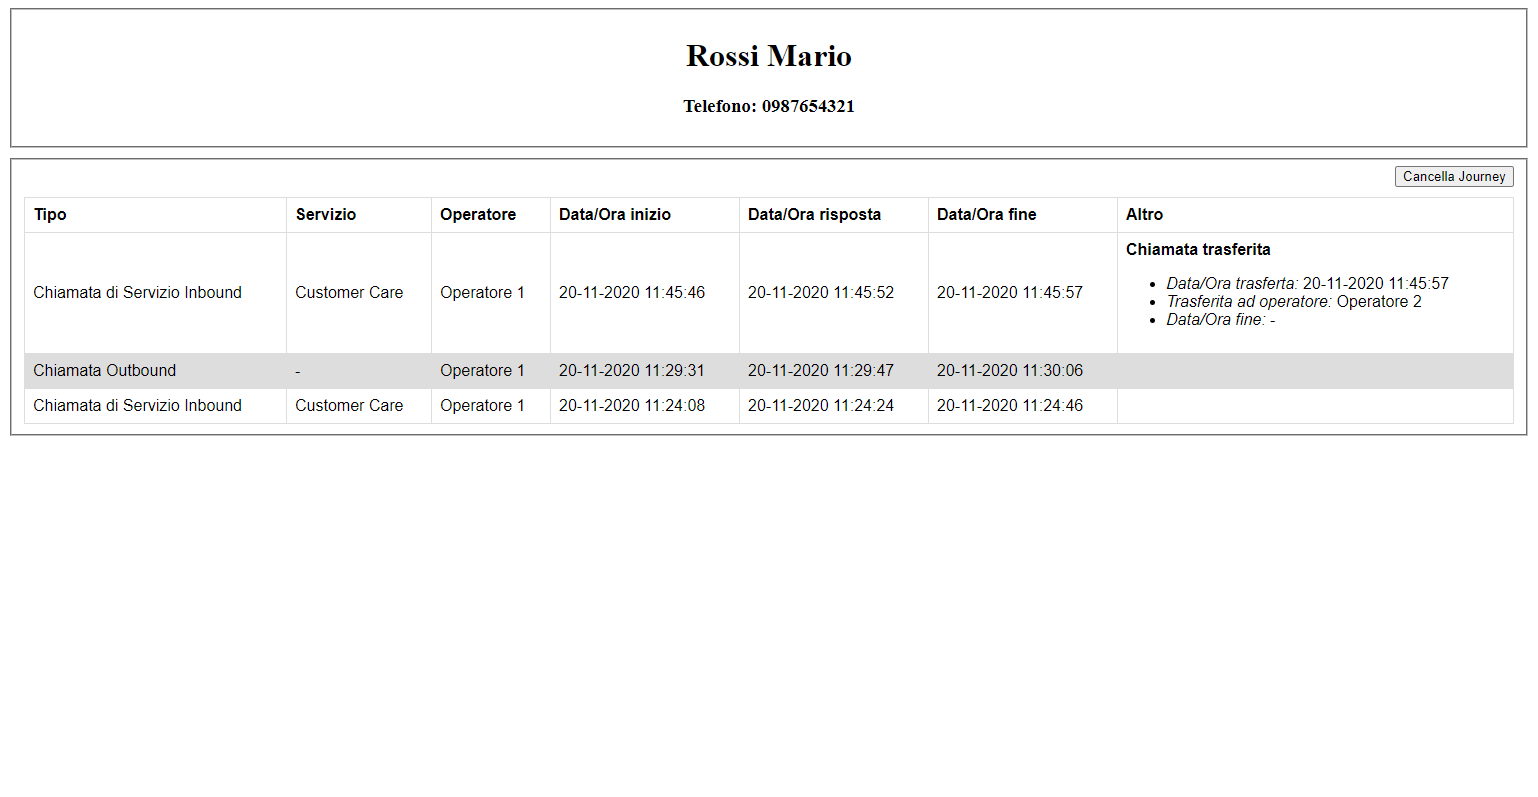 Rossi Mario
Telefono: 0987654321
Cancella Journey
Tipo Servizio Operatore Data/Ora inizio Data/Ora risposta Data/Ora fine Altro
Chiamata di Servizio Inbound Customer Care Operatore 1 20-11-2020 11:45:46 20-11-2020 11:45:52 20-11-2020 11:45:57 Chiamata trasferita
• Data/Ora trasferta: 20-11-2020 11:45:57
• Trasferita ad operatore: Operatore 2
• Data/Ora fine: -
Chiamata Outbound - Operatore 1 20-11-2020 11:29:31 20-11-2020 11:29:47 20-11-2020 11:30:06
Chiamata di Servizio Inbound Customer Care Operatore 1 20-11-2020 11:24:08 20-11-2020 11:24:24 20-11-2020 11:24:46